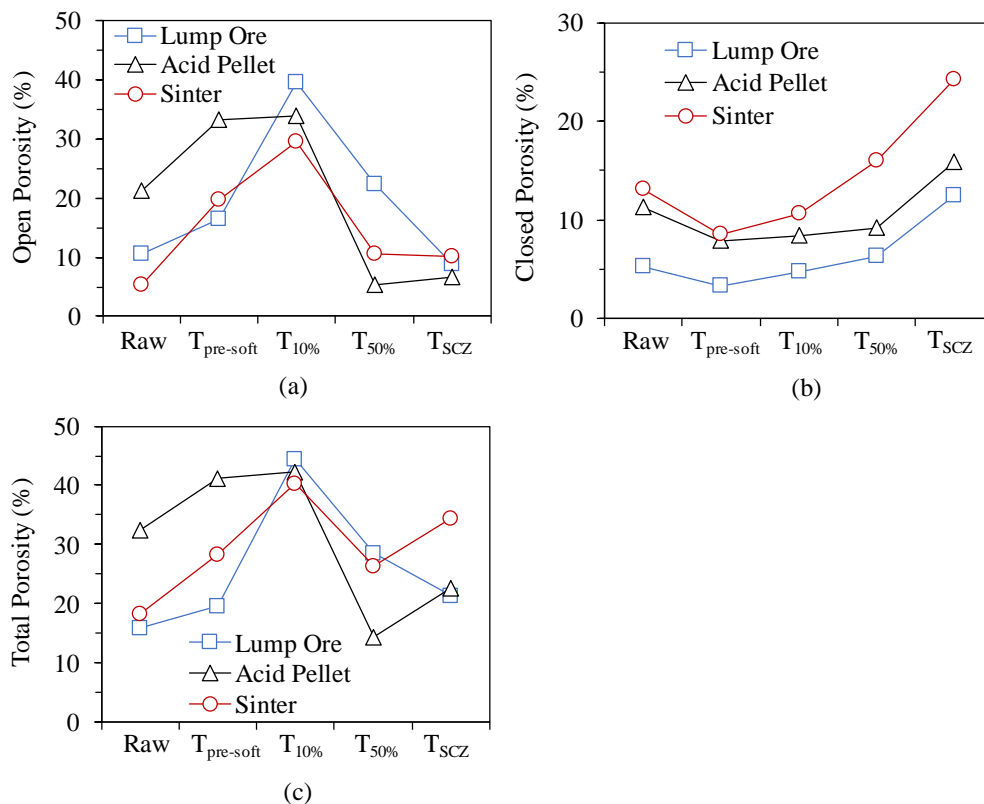 50
40
30
20
10
0
Open Porosity (%)
Lump Ore
Acid Pellet
Sinter
Raw Tpre-soft T10% T50% TSCZ
(a)
30
20
10
0
Closed Porosity (%)
Lump Ore
Acid Pellet
Sinter
Raw Tpre-soft T10% T50% TSCZ
(b)
50
40
30
20
10
0
Total Porosity (%)
Lump Ore
Acid Pellet
Sinter
Raw Tpre-soft T10% T50% TSCZ
(c)